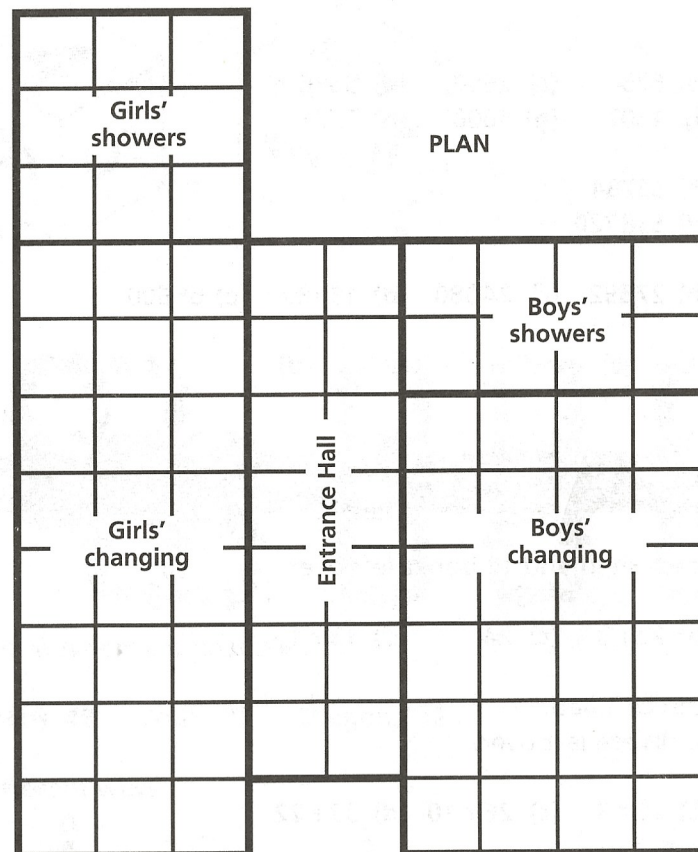 Girls'
showers
PLAN
Boys'
showers
Entrance Hall
Girls'
changing
Boys'
changing